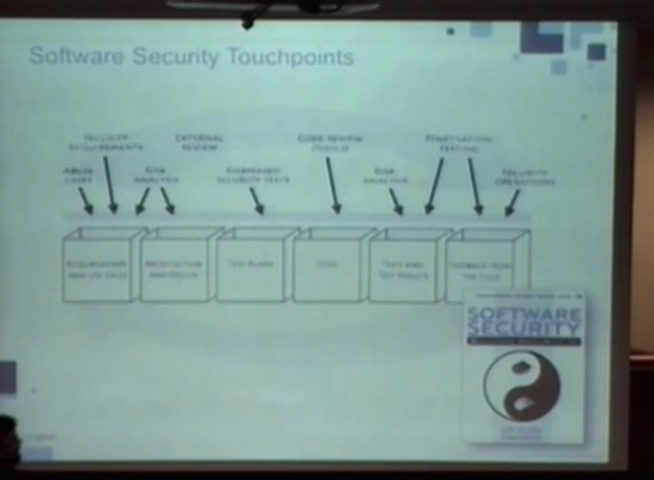 Software Security Touchpoints
SECURITY
REQUIREMENTS
EXTERNAL
REVIEW
CODE REVIEW
(TOOLS)
PENETRATION
TESTING
ABUSE
CASES
RISK
ANALYSIS
RISK-BASED
SECURITY TESTS
RISK
ANALYSIS
SECURITY
OPERATIONS
REQUIREMENTS
AND USE CASES
ARCHITECTURE
AND DESIGN
TEST PLANS
CODE
TESTS AND
TEST RESULTS
FEEDBACK FROM
THE FIELD
SOFTWARE
SECURITY